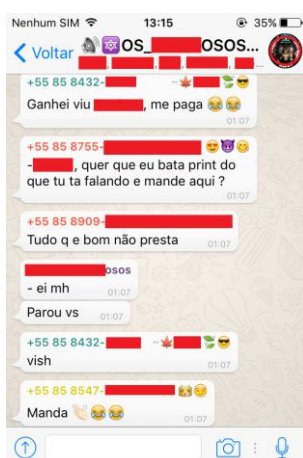 Nenhum SIM 13:15 35%
Voltar OS_ OSOS...
+55 85 8432- ~
Ganhei viu , me paga 😂😂
+55 85 8755- 😍😈😋
- , quer que eu bata print do
que tu ta falando e mande aqui ?
01:07
+55 85 8909-
Tudo q e bom não presta 01:07
osos
- ei mh 01:07
Parou vs 01:07
+55 85 8432- ~🍁 🍃😎
vish 01:07
+55 85 8547-
Manda 👏🏻😂😂 01:07